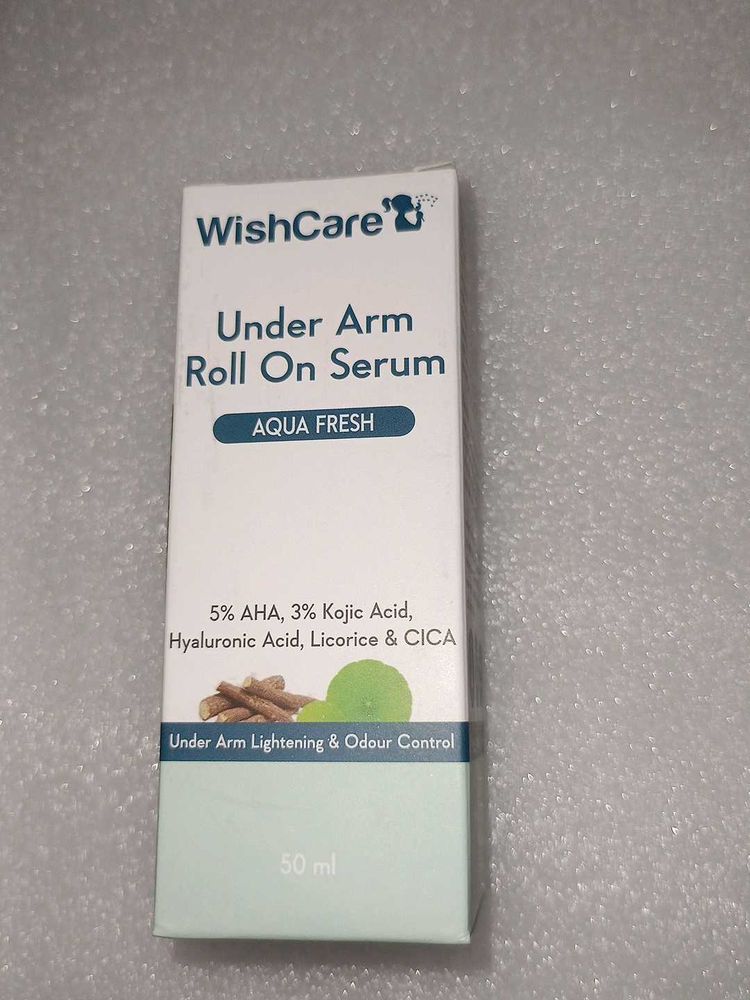 WishCare
Under Arm
Roll On Serum
AQUA FRESH
5% AHA, 3% Kojic Acid,
Hyaluronic Acid, Licorice & CICA
Under Arm Lightening & Odour Control
50 ml